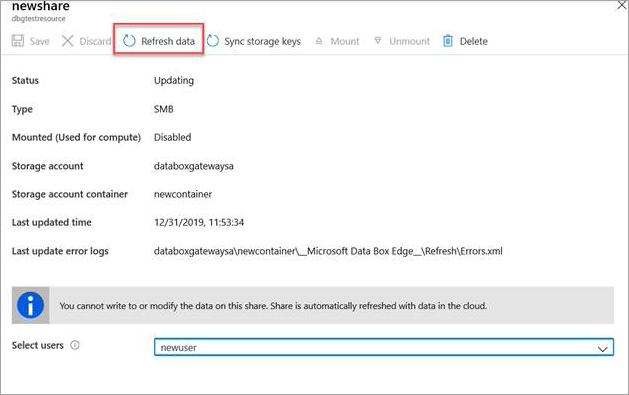 newshare
dbgtestresource
Save Discard Refresh data Sync storage keys Mount Unmount Delete
Status Updating
Type SMB
Mounted (Used for compute) Disabled
Storage account databoxgatewaysa
Storage account container newcontainer
Last updated time 12/31/2019, 11:53:34
Last update error logs databoxgatewaysa\newcontainer\__Microsoft Data Box Edge__\Refresh\Errors.xml
You cannot write to or modify the data on this share. Share is automatically refreshed with data in the cloud.
Select users newuser